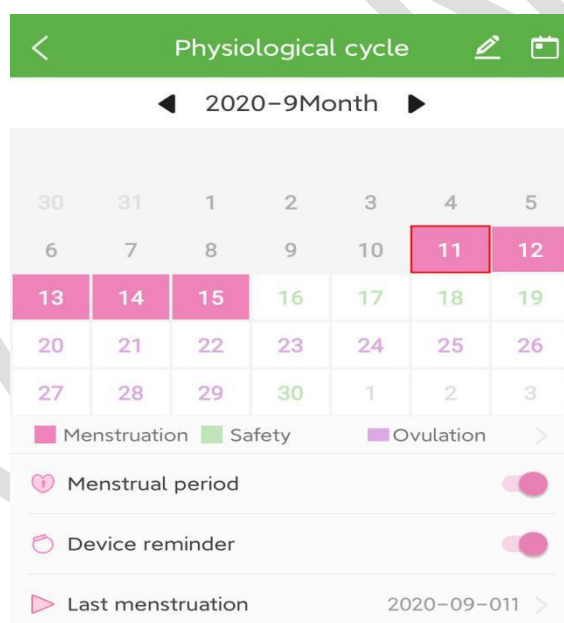 Physiological cycle
2020-9Month
30 31 1 2 3 4 5
6 7 8 9 10 11 12
13 14 15 16 17 18 19
20 21 22 23 24 25 26
27 28 29 30 1 2 3
Menstruation Safety Ovulation
Menstrual period
Device reminder
Last menstruation 2020-09-011